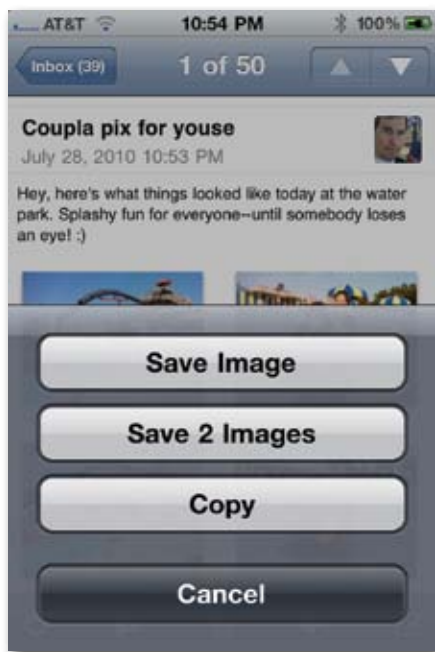 AT&T 10:54 PM 100%
Inbox (39) 1 of 50
Coupla pix for youse
July 28, 2010 10:53 PM
Hey, here's what things looked like today at the water
park. Splashy fun for everyone--until somebody loses
an eye! :)
Save Image
Save 2 Images
Copy
Cancel